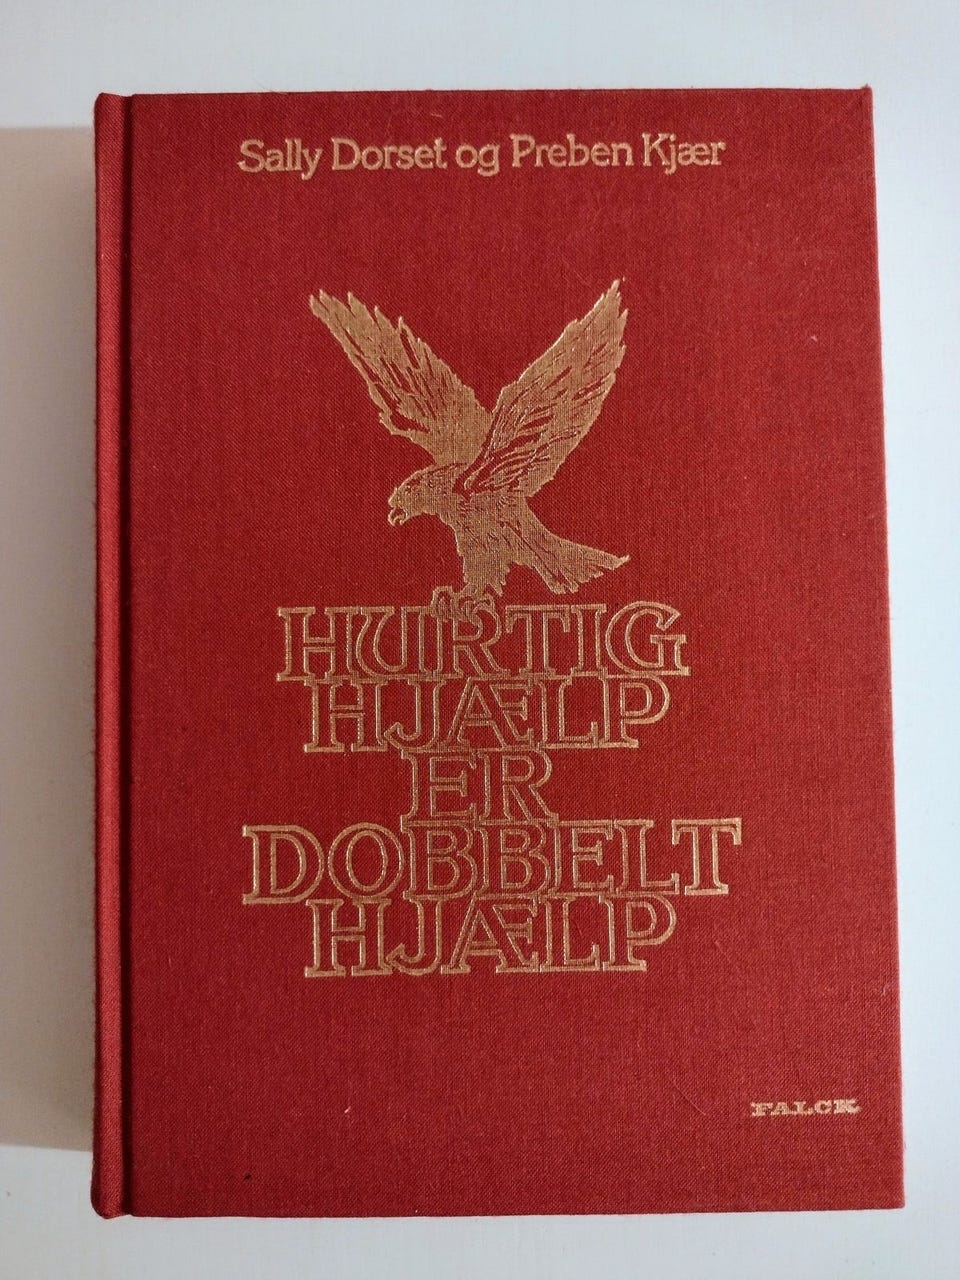 Sally Dorset og Preben Kjær
HURTIG
HJÆLP
ER
DOBBELT
HJÆLP
FALCK